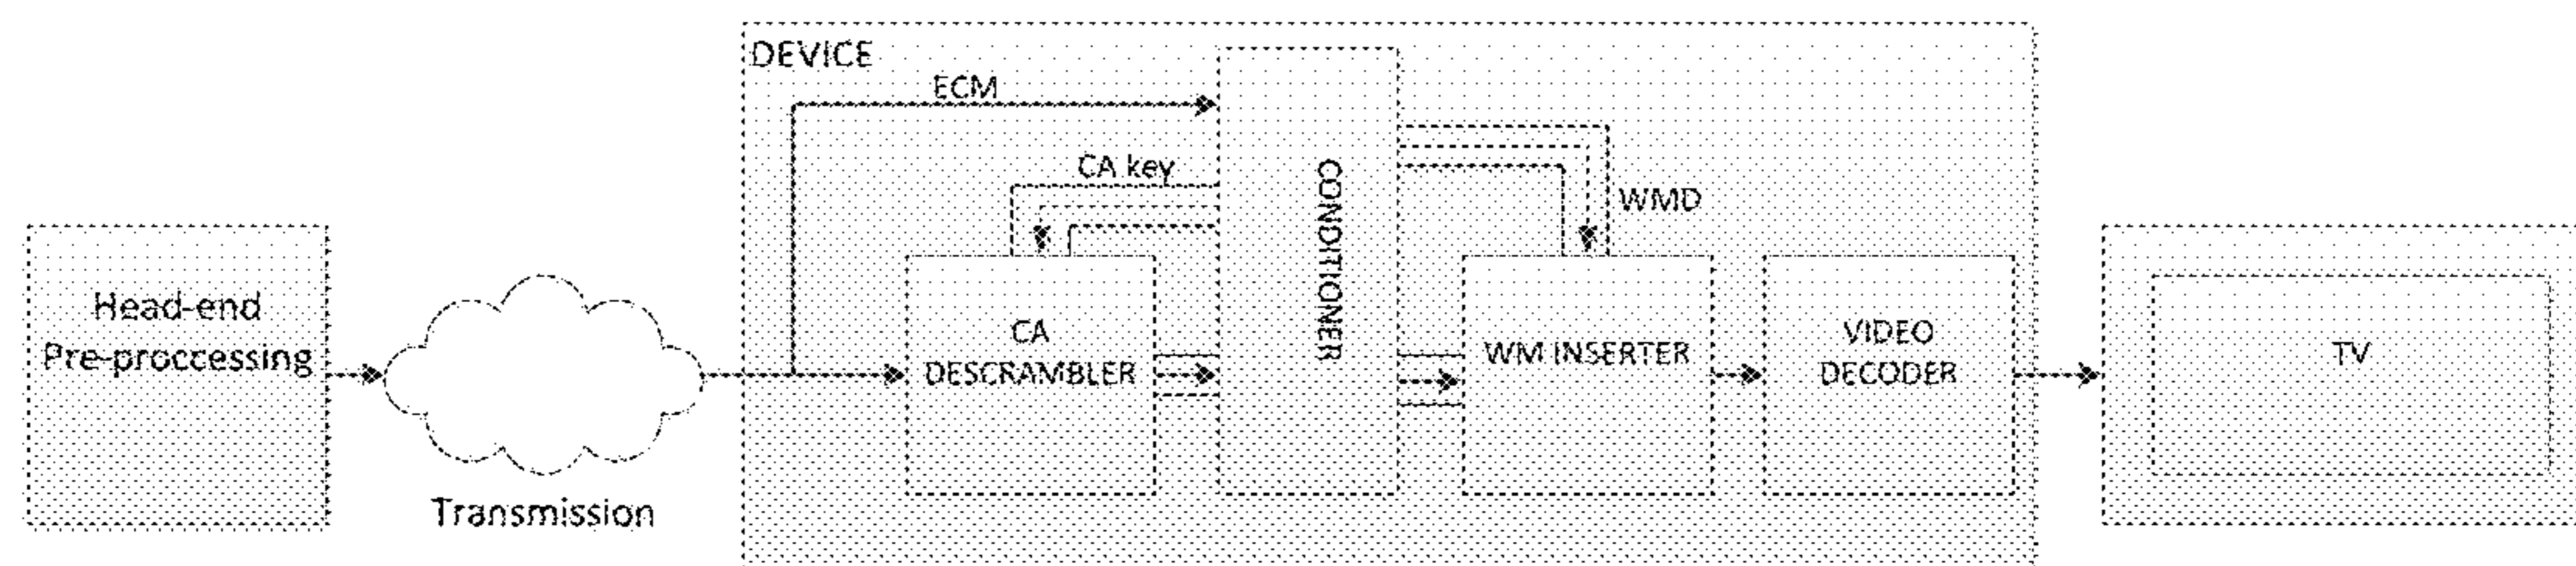 DEVICE
ECM
CA key
CONDITIONER
WMD
Head-end
Pre-proccessing
Transmission
CA
DESCRAMBLER
WM INSERTER
VIDEO
DECODER
TV